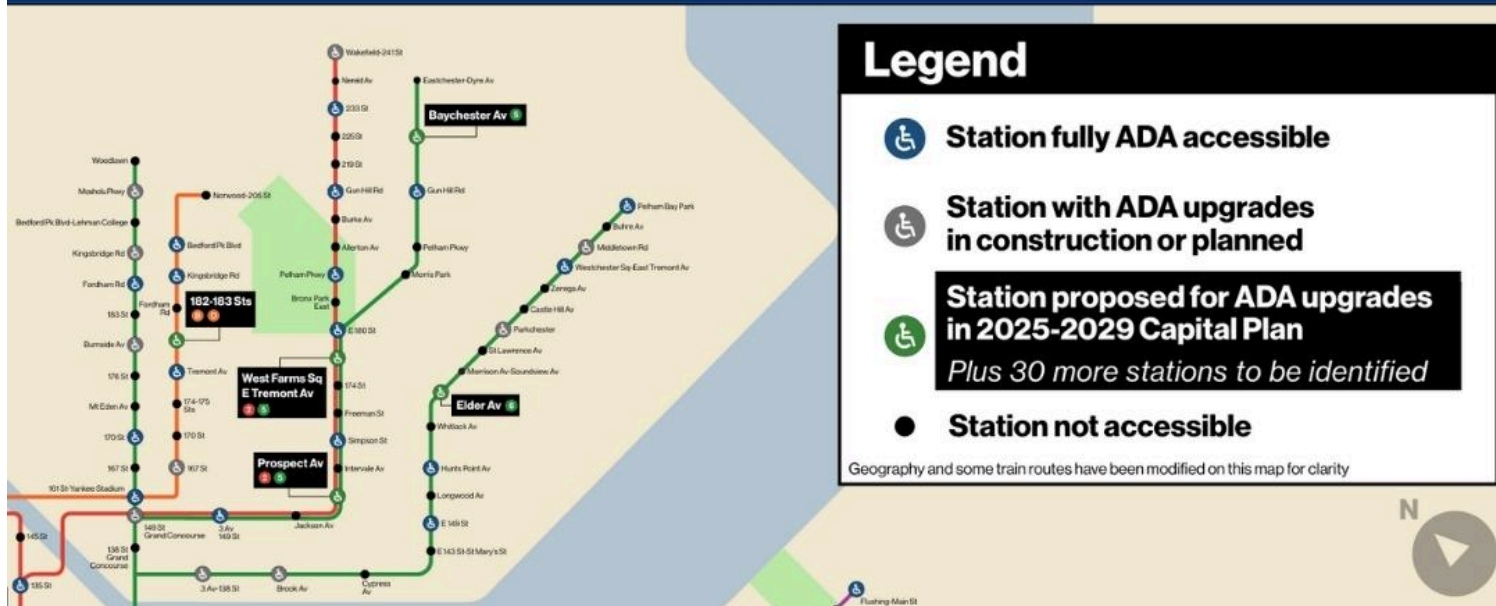 Wakefield-241 St
Nereid Av
233 St
225 St
219 St
Gun Hill Rd
Burke Av
Allerton Av
Pelham Pkwy
Bronx Park
East
E 180 St
Eastchester-Dyre Av
Baychester Av 5
Gun Hill Rd
Pelham Pkwy
Morris Park
Woodlawn
Mosholu Pkwy
Bedford Pk Blvd-Lehman College
Kingsbridge Rd
Fordham Rd
183 St
Burnside Av
176 St
Mt Eden Av
170 St
167 St
161 St-Yankee Stadium
149 St
Grand Concourse
138 St
Grand
Concourse
Norwood-205 St
Bedford Pk Blvd
Kingsbridge Rd
Fordham
Rd
182-183 Sts
B D
Tremont Av
174-175
Sts
170 St
167 St
West Farms Sq
E Tremont Av
2 5
174 St
Freeman St
Simpson St
Intervale Av
Prospect Av
2 5
Jackson Av
3 Av
149 St
Pelham Bay Park
Buhre Av
Middletown Rd
Westchester Sq-East Tremont Av
Zerega Av
Castle Hill Av
Parkchester
St Lawrence Av
Morrison Av-Soundview Av
Elder Av 6
Whitlock Av
Hunts Point Av
Longwood Av
E 149 St
E 143 St-St Mary's St
Cypress
Av
Brook Av
3 Av-138 St
145 St
135 St
Legend
Station fully ADA accessible
Station with ADA upgrades
in construction or planned
Station proposed for ADA upgrades
in 2025-2029 Capital Plan
Plus 30 more stations to be identified
Station not accessible
Geography and some train routes have been modified on this map for clarity
N
Flushing-Main St